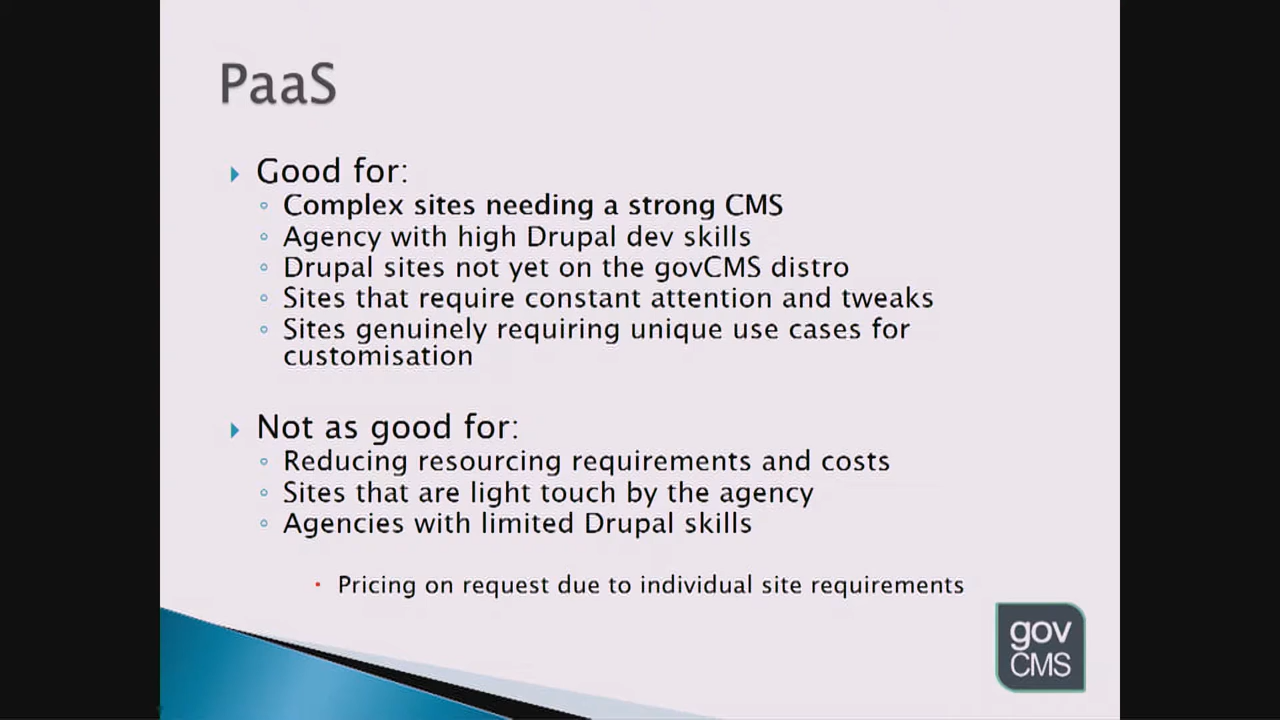 PaaS
Good for:
Complex sites needing a strong CMS
Agency with high Drupal dev skills
Drupal sites not yet on the govCMS distro
Sites that require constant attention and tweaks
Sites genuinely requiring unique use cases for
customisation
Not as good for:
Reducing resourcing requirements and costs
Sites that are light touch by the agency
Agencies with limited Drupal skills
Pricing on request due to individual site requirements
gov
CMS